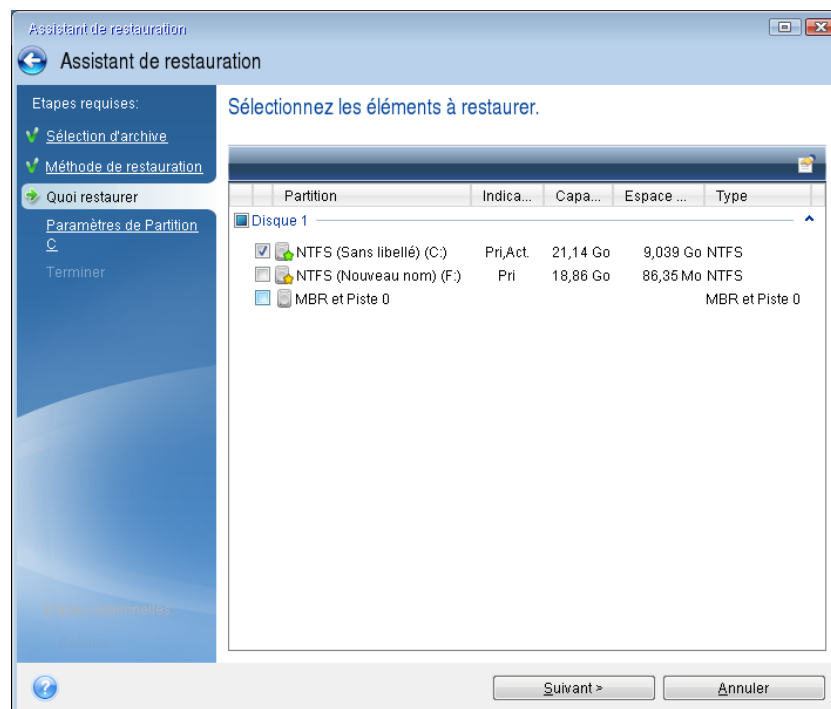 Assistant de restauration
Assistant de restauration
Etapes requises:
Sélection d'archive
Méthode de restauration
Quoi restaurer
Paramètres de Partition
C
Terminer
Sélectionnez les éléments à restaurer.
Partition Indica... Capa... Espace ... Type
Disque 1
NTFS (Sans libellé) (C:) Pri,Act. 21,14 Go 9,039 Go NTFS
NTFS (Nouveau nom) (F:) Pri 18,86 Go 86,35 Mo NTFS
MBR et Piste 0 MBR et Piste 0
Suivant > Annuler